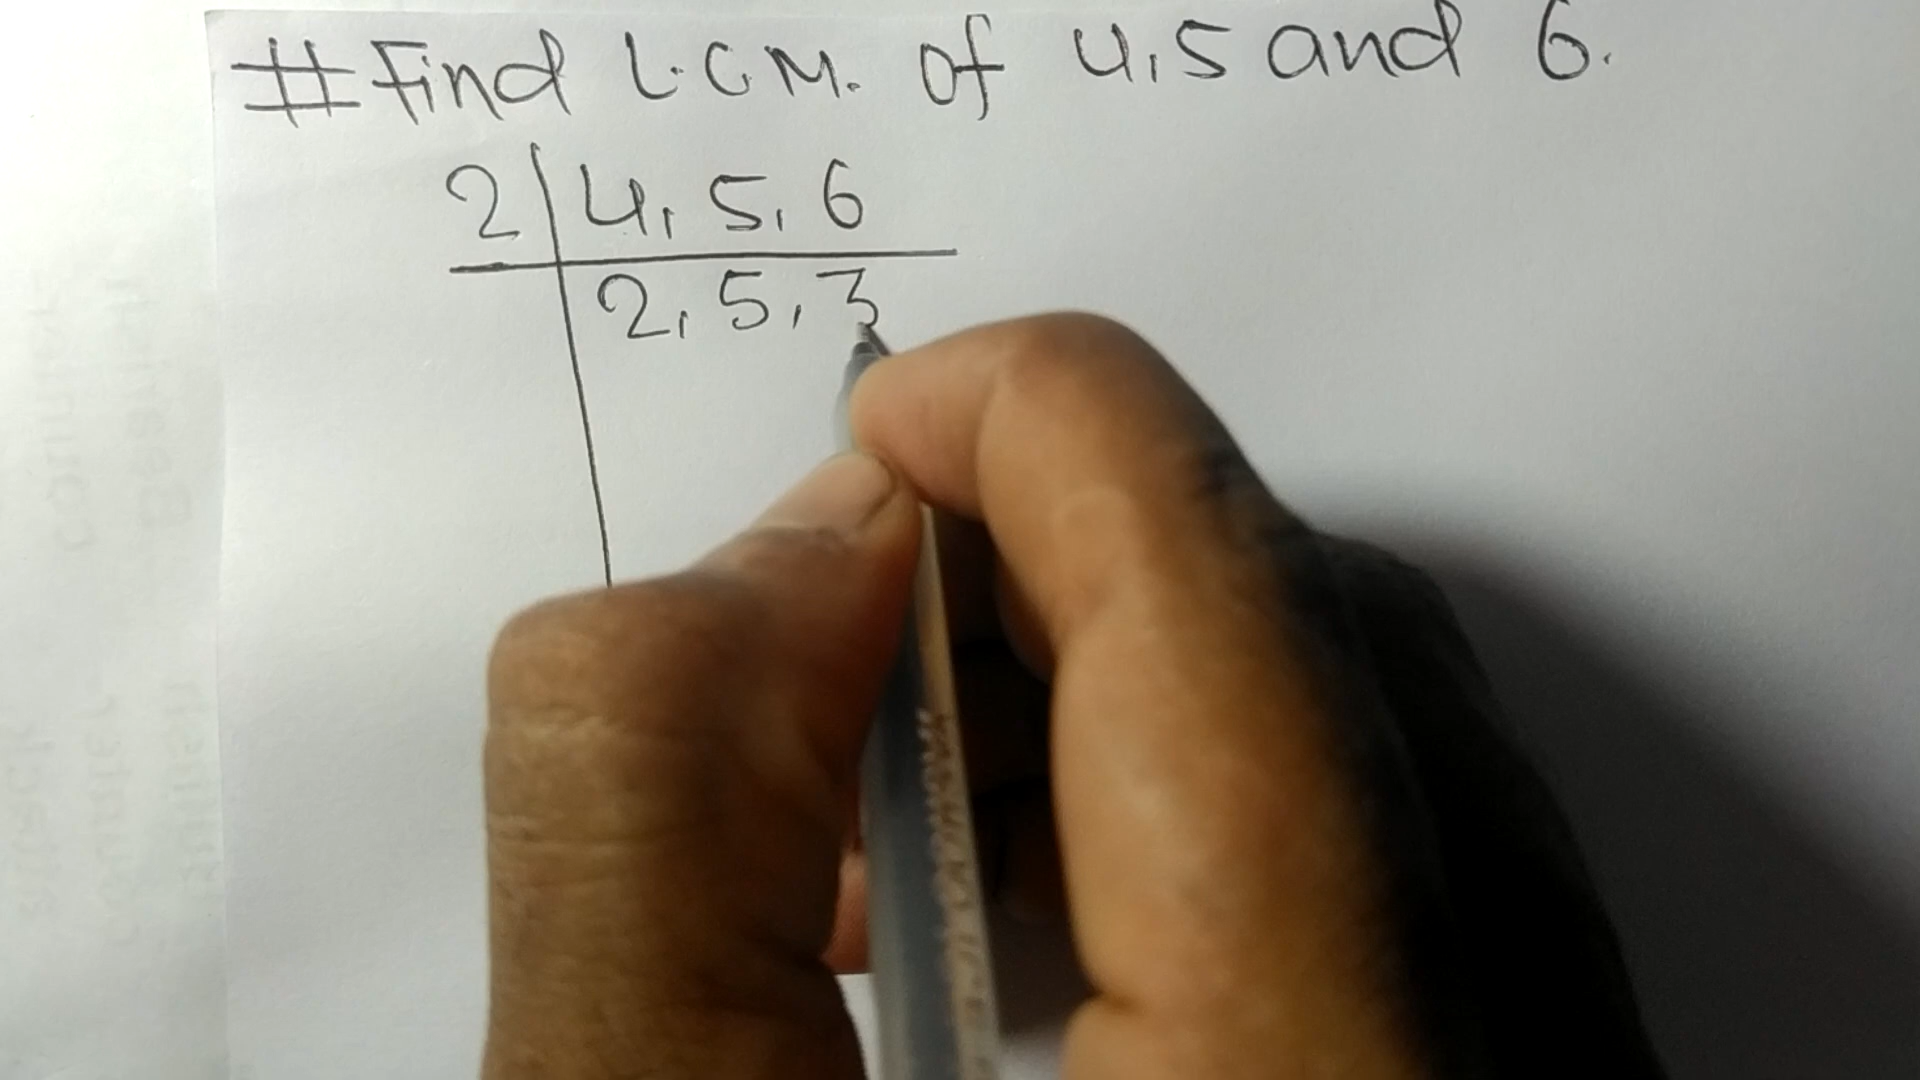 #Find L.C.M. of 4,5 and 6.
2 | 4, 5, 6
2, 5, 3